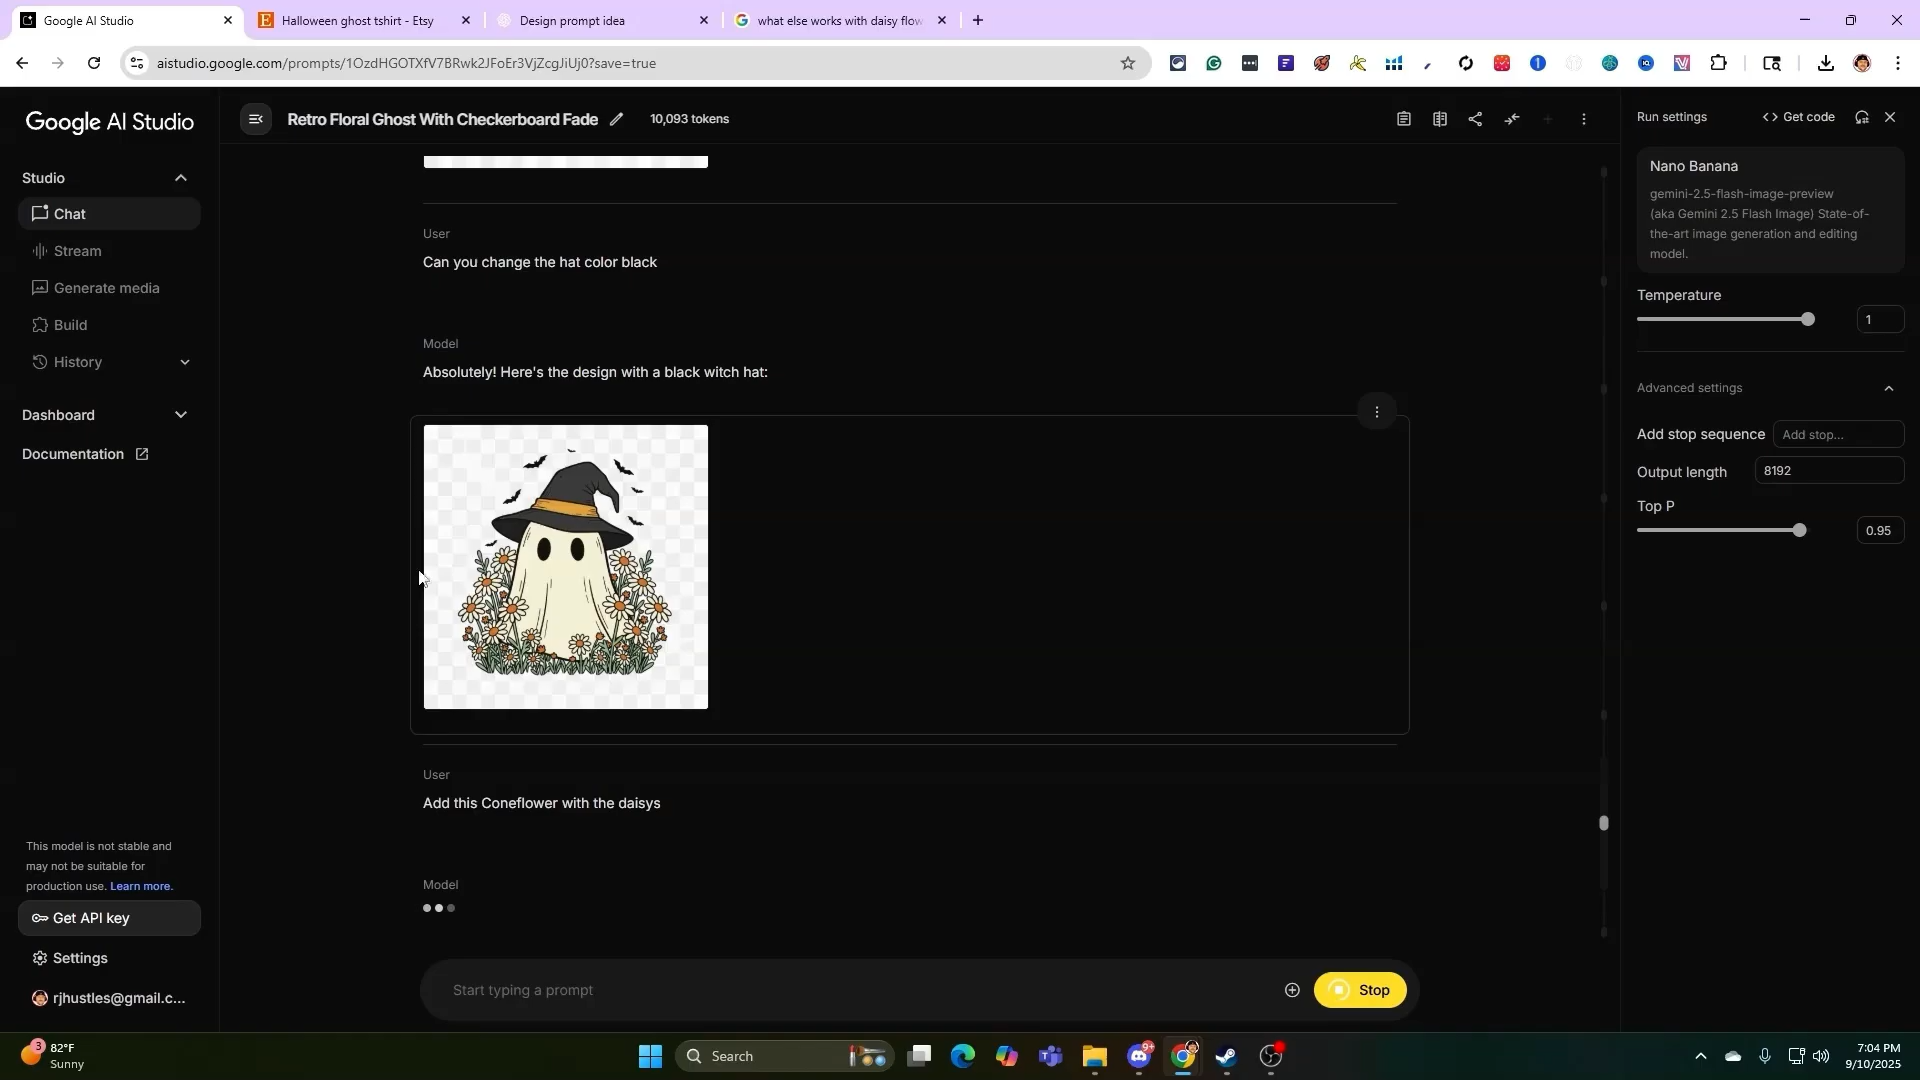 Google AI Studio
Halloween ghost tshirt - Etsy
Design prompt idea
what else works with daisy flow
aistudio.google.com/prompts/1OzdHGOTXfV7BRwk2JFoEr3VjZcgJiUj0?save=true
Google AI Studio
Retro Floral Ghost With Checkerboard Fade
10,093 tokens
Run settings
Get code
Studio
Chat
Stream
Generate media
Build
History
Dashboard
Documentation
User
Can you change the hat color black
Model
Absolutely! Here's the design with a black witch hat:
User
Add this Coneflower with the daisys
Model
Start typing a prompt
Stop
Nano Banana
gemini-2.5-flash-image-preview
(aka Gemini 2.5 Flash Image) State-of-
the-art image generation and editing
model.
Temperature
1
Advanced settings
Add stop sequence
Add stop...
Output length
8192
Top P
0.95
This model is not stable and
may not be suitable for
production use. Learn more.
Get API key
Settings
rjhustles@gmail.c...
3
82°F
Sunny
Search
9+
7:04 PM
9/10/2025